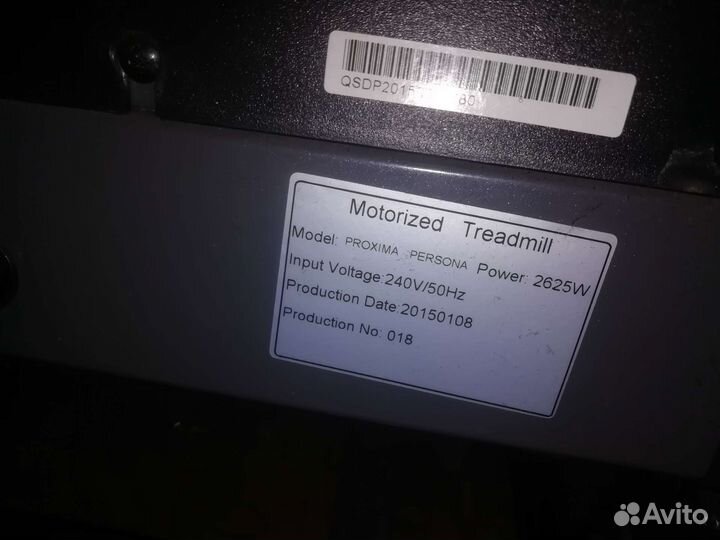 Motorized Treadmill
Model: PROXIMA PERSONA Power: 2625W
Input Voltage:240V/50Hz
Production Date:20150108
Production No: 018
Avito